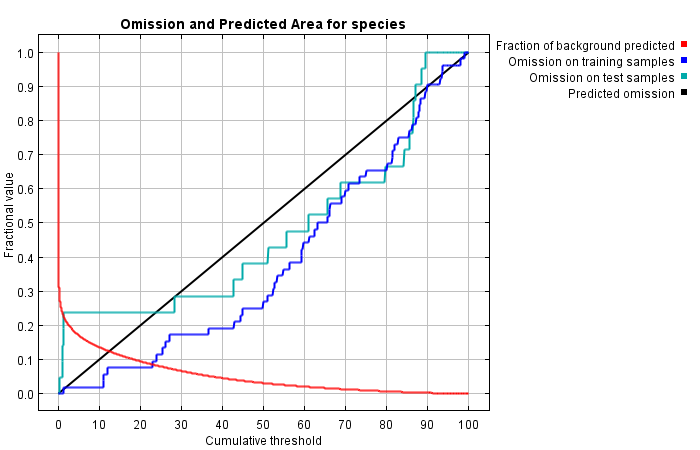 Omission and Predicted Area for species
Fraction of background predicted
Omission on training samples
Omission on test samples
Predicted omission
Fractional value
1.0
0.9
0.8
0.7
0.6
0.5
0.4
0.3
0.2
0.1
0.0
0 10 20 30 40 50 60 70 80 90 100
Cumulative threshold